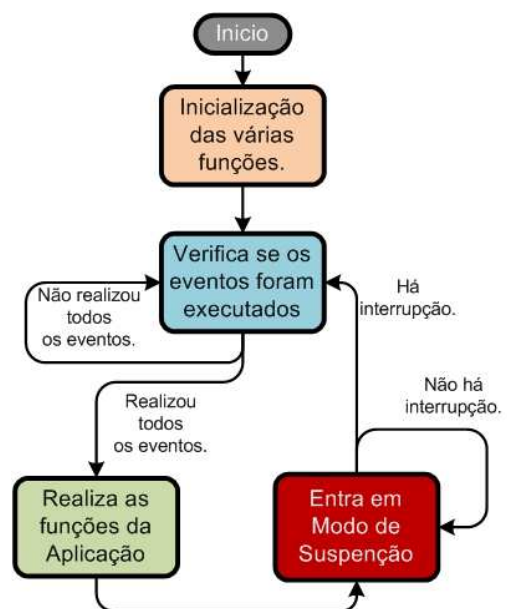 Inicio
Inicialização
das várias
funções.
Verifica se os
eventos foram
executados
Não realizou
todos
os eventos.
Há
interrupção.
Não há
interrupção.
Realizou
todos
os eventos.
Realiza as
funções da
Aplicação
Entra em
Modo de
Suspenção